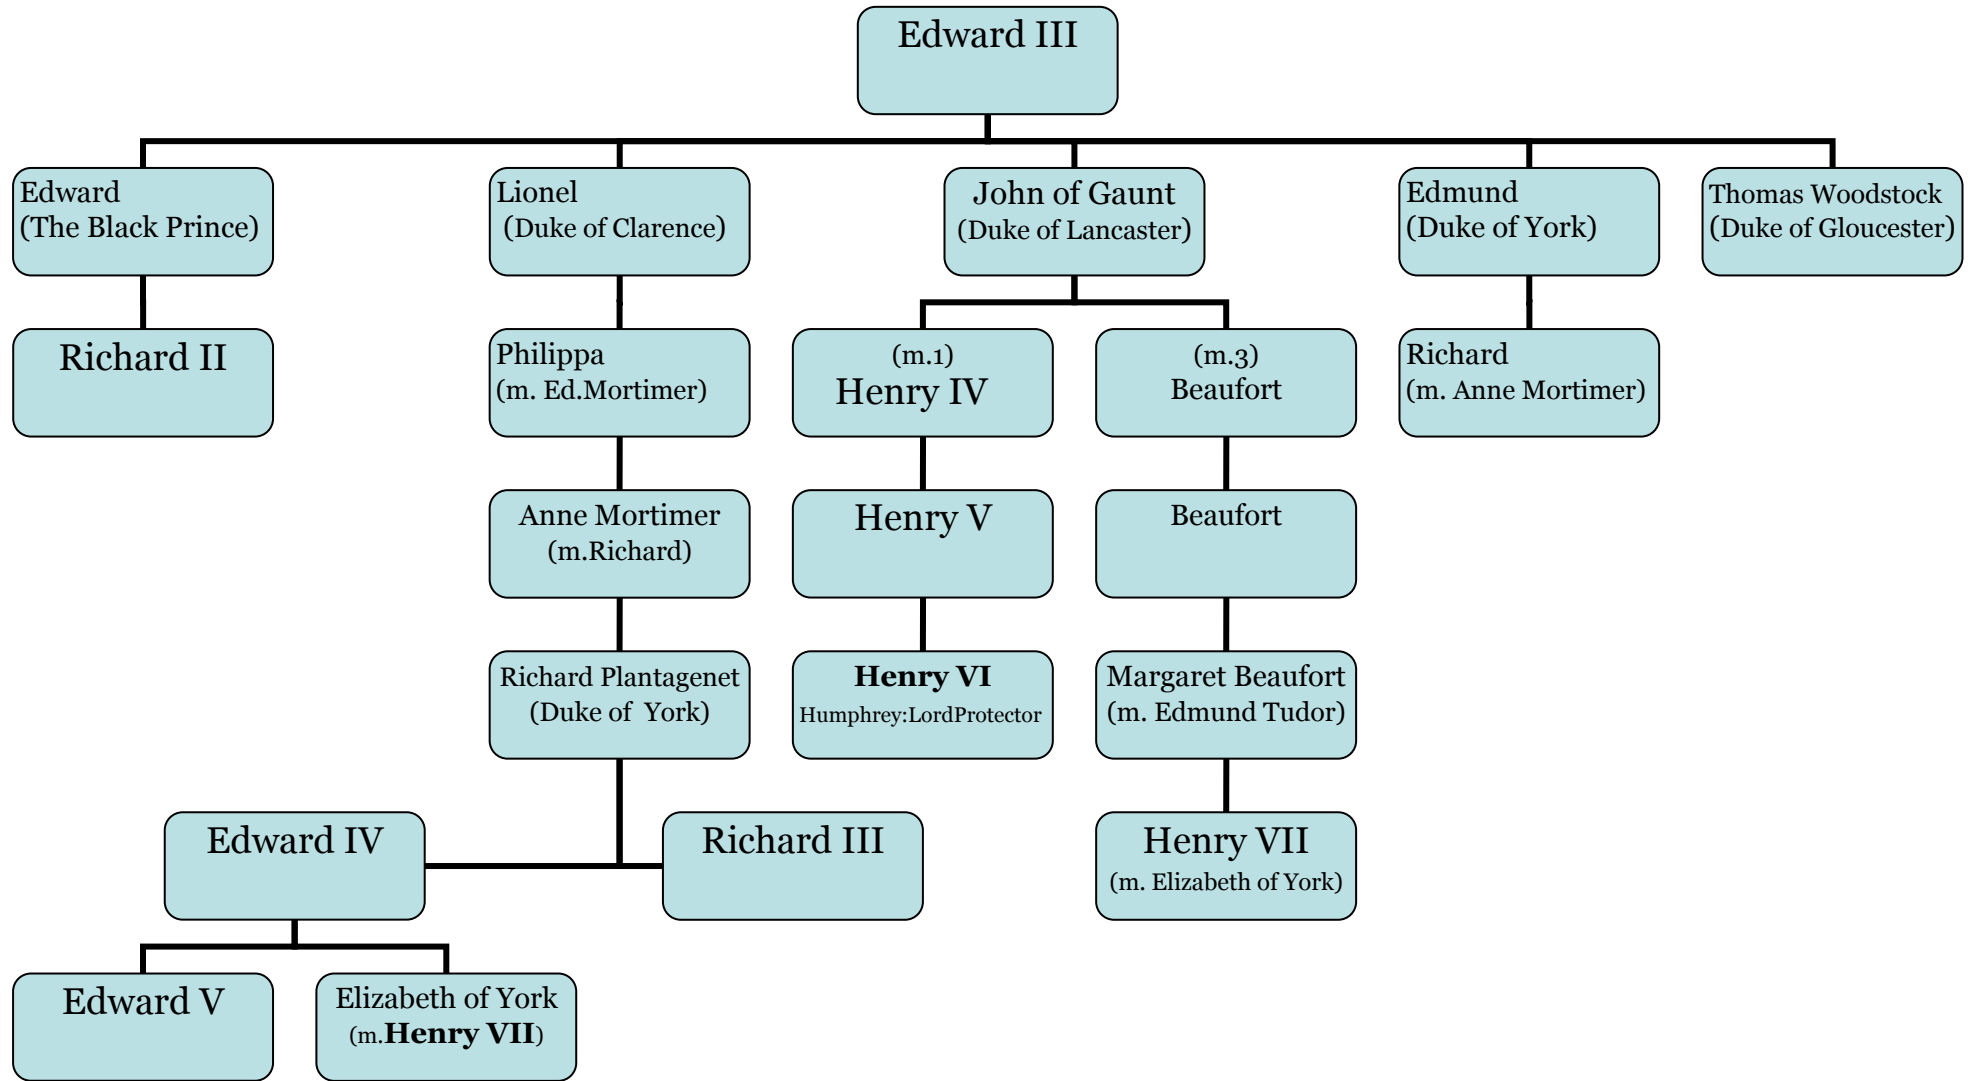 Edward III
Edward
(The Black Prince)
Lionel
(Duke of Clarence)
John of Gaunt
(Duke of Lancaster)
Edmund
(Duke of York)
Thomas Woodstock
(Duke of Gloucester)
Richard II
Philippa
(m. Ed.Mortimer)
(m.1)
Henry IV
(m.3)
Beaufort
Richard
(m. Anne Mortimer)
Anne Mortimer
(m.Richard)
Henry V
Beaufort
Richard Plantagenet
(Duke of  York)
Henry VI
Humphrey:LordProtector
Margaret Beaufort
(m. Edmund Tudor)
Edward IV
Richard III
Henry VII
(m. Elizabeth of York)
Edward V
Elizabeth of York
(m.Henry VII)